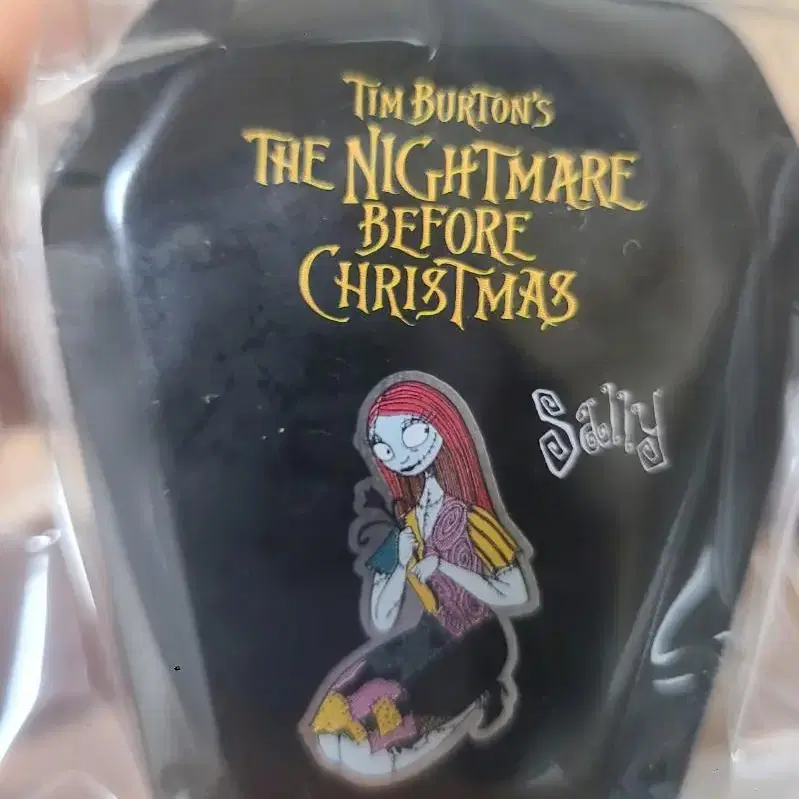 TIM BURTON'S
THE NIGHTMARE
BEFORE
CHRISTMAS
Sally